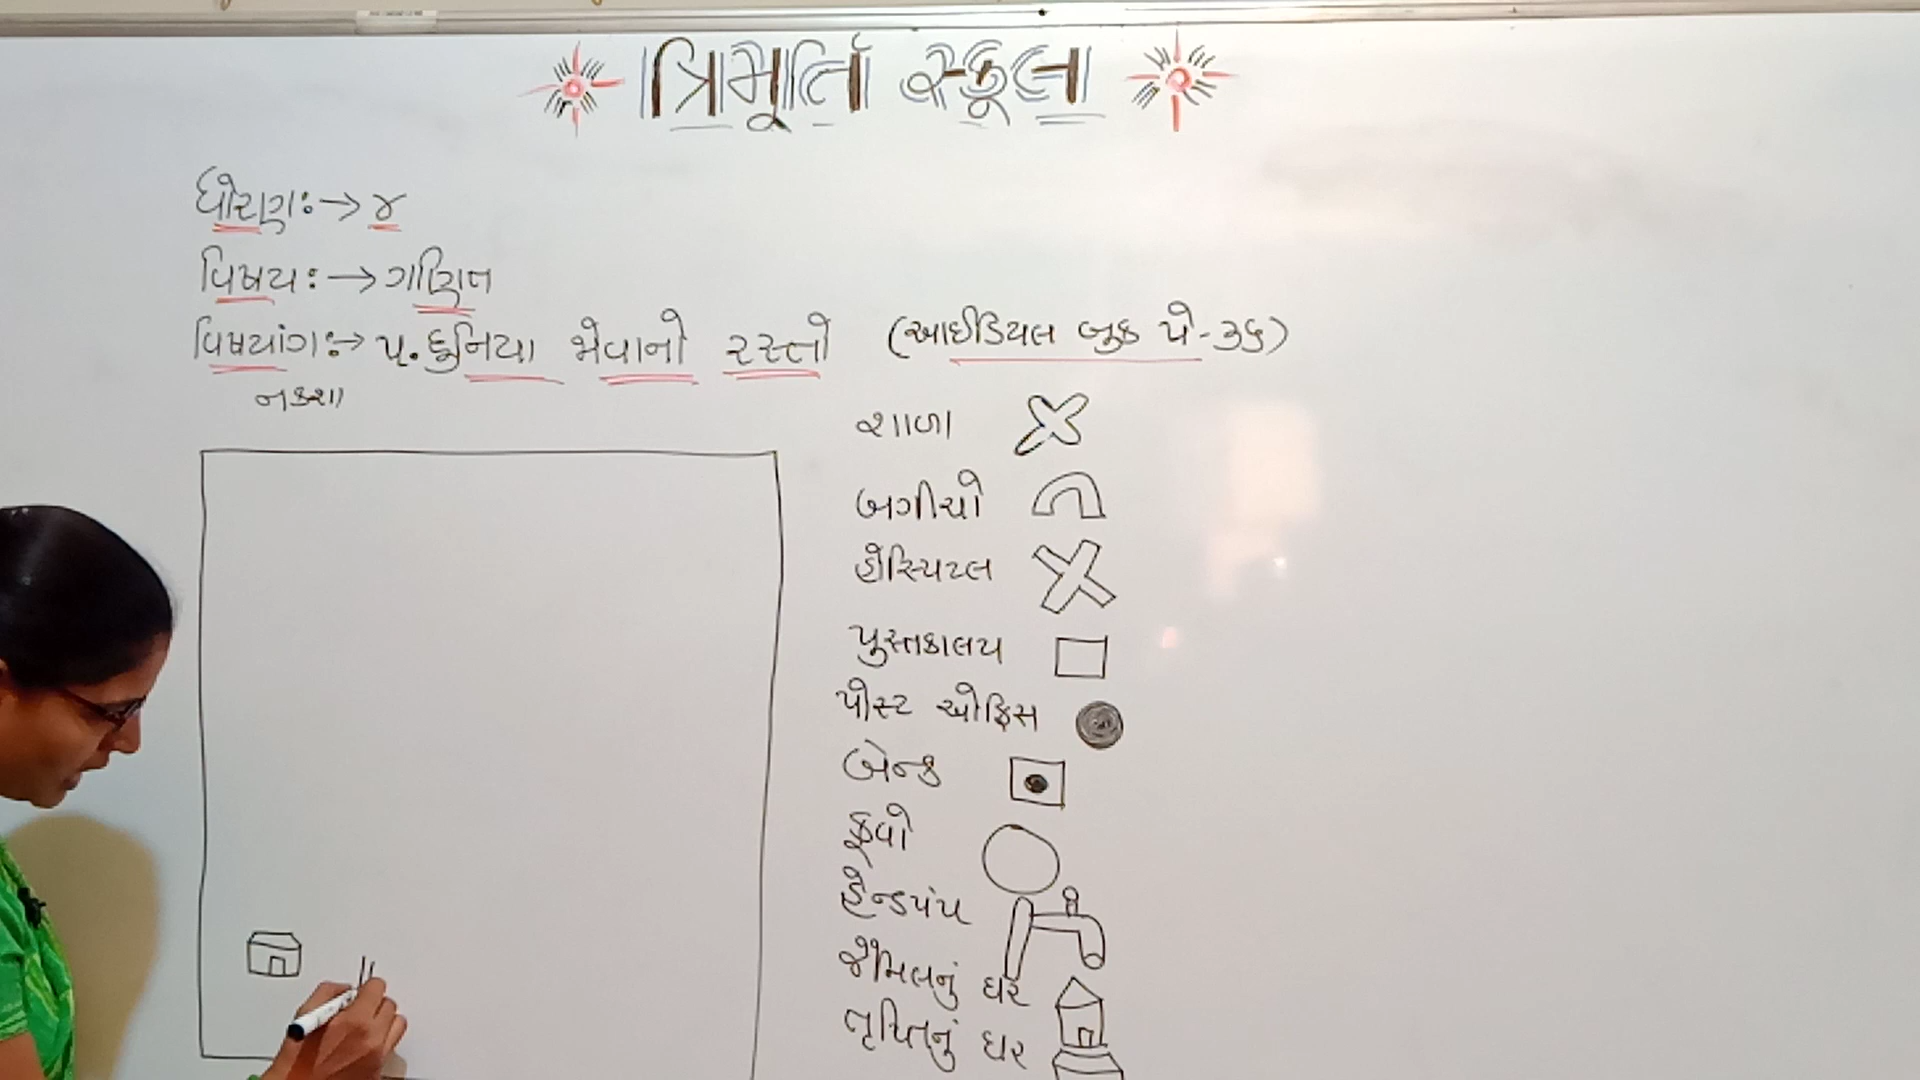 ત્રિમૂર્તિ સ્કૂલ
ધોરણઃ→ ૪
વિષયઃ→ ગણિત
વિષયાંગઃ→ ૫. દુનિયા જોવાનો રસ્તો (આઈડિયલ બુક પે-૩૬)
નકશા
શાળા
બગીચો
હોસ્પિટલ
પુસ્તકાલય
પોસ્ટ ઓફિસ
બેન્ક
કૂવો
હેન્ડપંપ
જૈમિલનું ઘર
તૃપ્તિનું ઘર